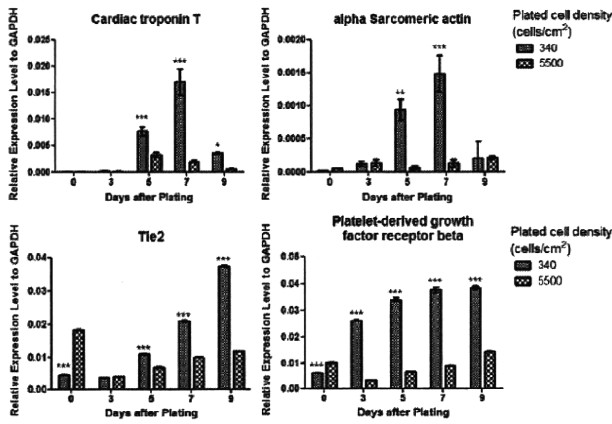 Cardiac troponin T
Relative Expression Level to GAPDH
0.025
0.020
0.015
0.010
0.005
0.000
***
***
*
0 3 5 7 9
Days after Plating
alpha Sarcomeric actin
Relative Expression Level to GAPDH
0.0020
0.0015
0.0010
0.0005
0.0000
**
***
0 3 5 7 9
Days after Plating
Plated cell density
(cells/cm²)
340
5500
Tie2
Relative Expression Level to GAPDH
0.04
0.03
0.02
0.01
0.00
***
***
***
***
0 3 5 7 9
Days after Plating
Platelet-derived growth
factor receptor beta
Relative Expression Level to GAPDH
0.04
0.03
0.02
0.01
0.00
***
***
***
***
***
0 3 5 7 9
Days after Plating
Plated cell density
(cells/cm²)
340
5500